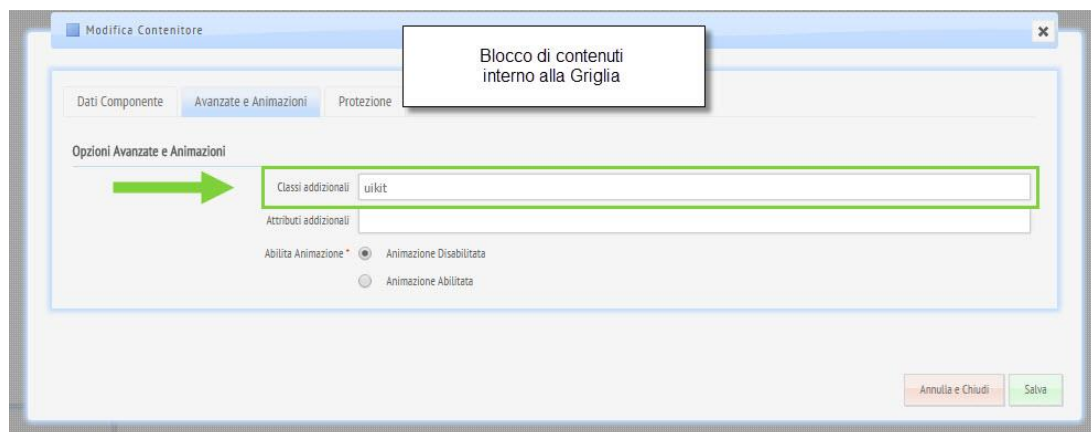 Modifica Contenitore
Blocco di contenuti
interno alla Griglia
Dati Componente
Avanzate e Animazioni
Protezione
Opzioni Avanzate e Animazioni
Classi addizionali uikit
Attributi addizionali
Abilita Animazione * Animazione Disabilitata
Animazione Abilitata
Annulla e Chiudi
Salva